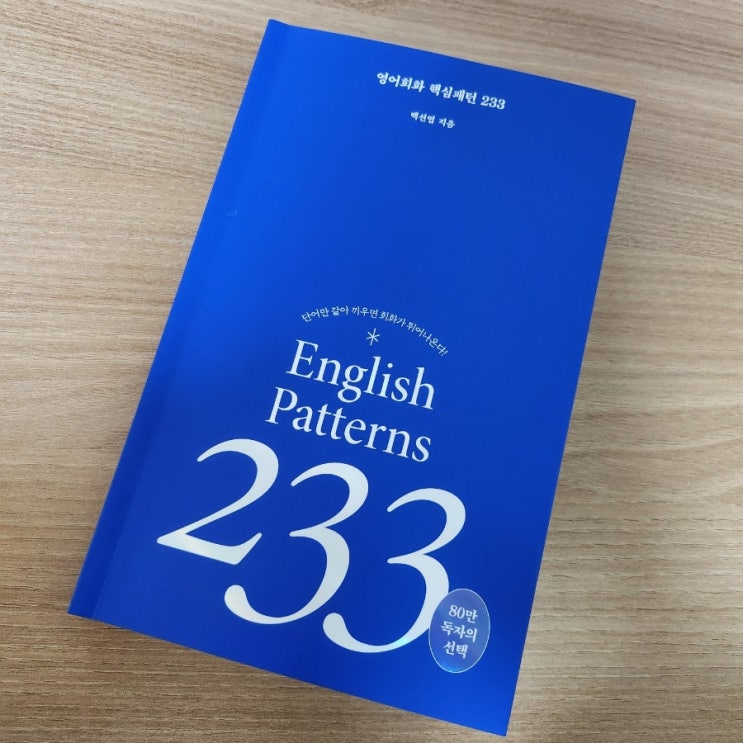 영어회화 핵심패턴 233
백선엽 지음
단어만 갈아 끼우면 회화가 튀어나온다!
English
Patterns
233
80만
독자의
선택